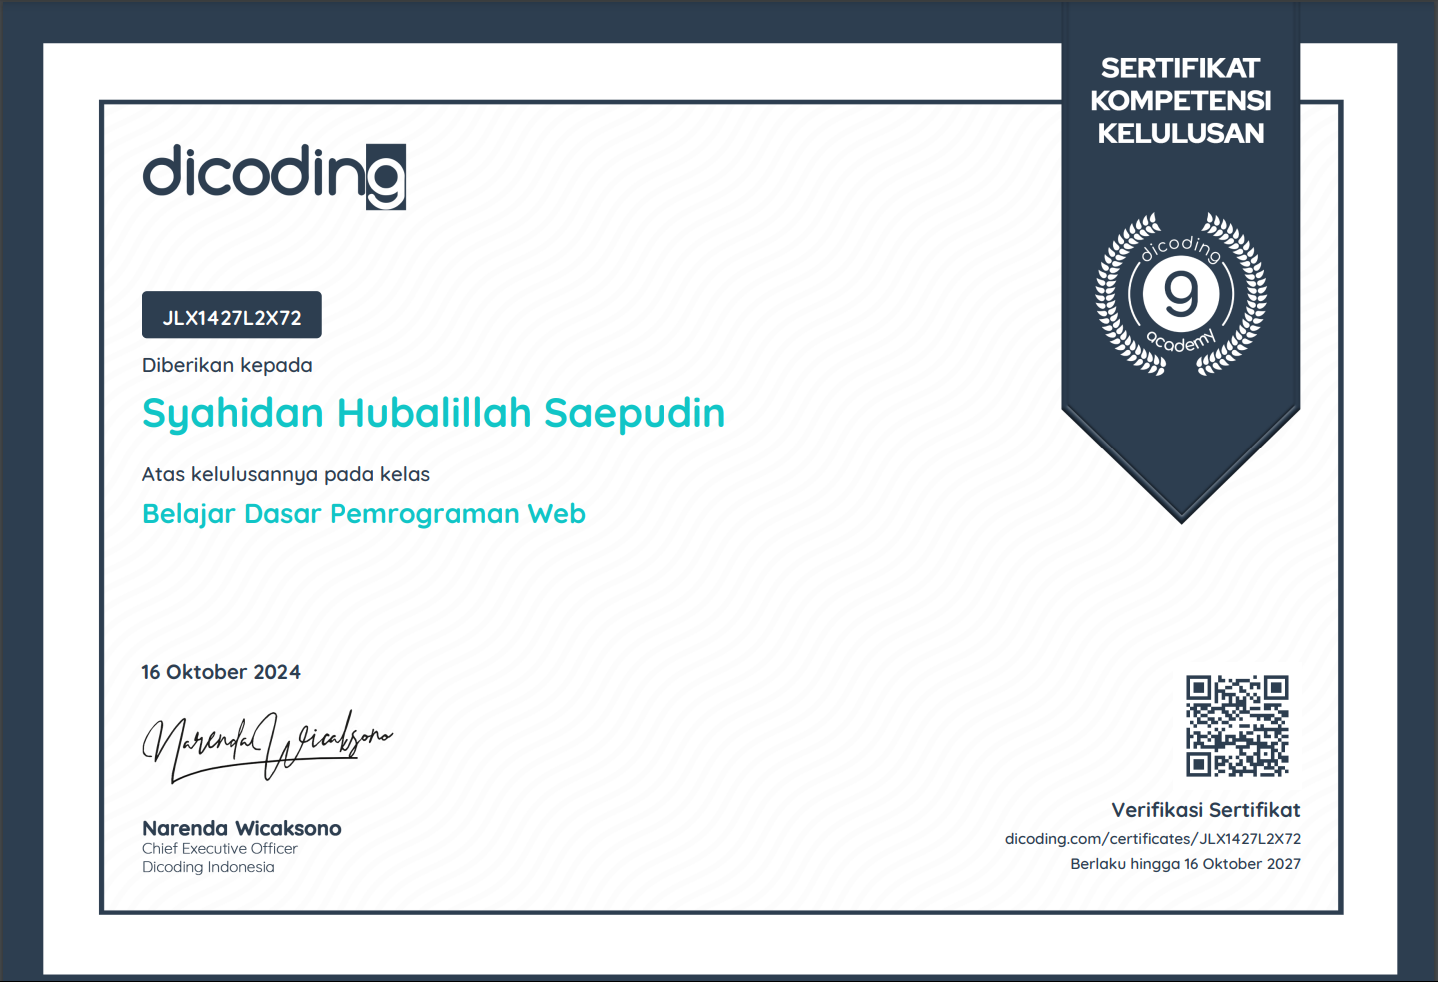 SERTIFIKAT
KOMPETENSI
KELULUSAN
dicoding
dicoding
g
academy
JLX1427L2X72
Diberikan kepada
Syahidan Hubalillah Saepudin
Atas kelulusannya pada kelas
Belajar Dasar Pemrograman Web
16 Oktober 2024
Narenda Wicaksono
Narenda Wicaksono
Chief Executive Officer
Dicoding Indonesia
Verifikasi Sertifikat
dicoding.com/certificates/JLX1427L2X72
Berlaku hingga 16 Oktober 2027